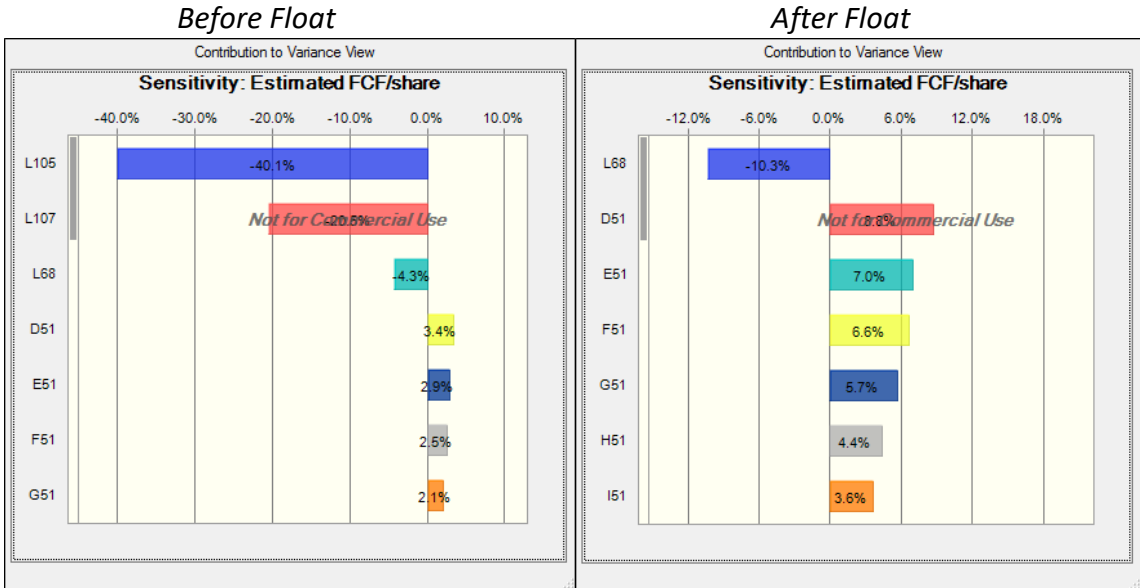 Before Float
After Float
Contribution to Variance View
Sensitivity: Estimated FCF/share
-40.0% -30.0% -20.0% -10.0% 0.0% 10.0%
L105 -40.1%
L107 -20.5%
Not for Commercial Use
L68 -4.3%
D51 3.4%
E51 2.9%
F51 2.5%
G51 2.1%
Contribution to Variance View
Sensitivity: Estimated FCF/share
-12.0% -6.0% 0.0% 6.0% 12.0% 18.0%
L68 -10.3%
D51 8.8%
Not for Commercial Use
E51 7.0%
F51 6.6%
G51 5.7%
H51 4.4%
I51 3.6%